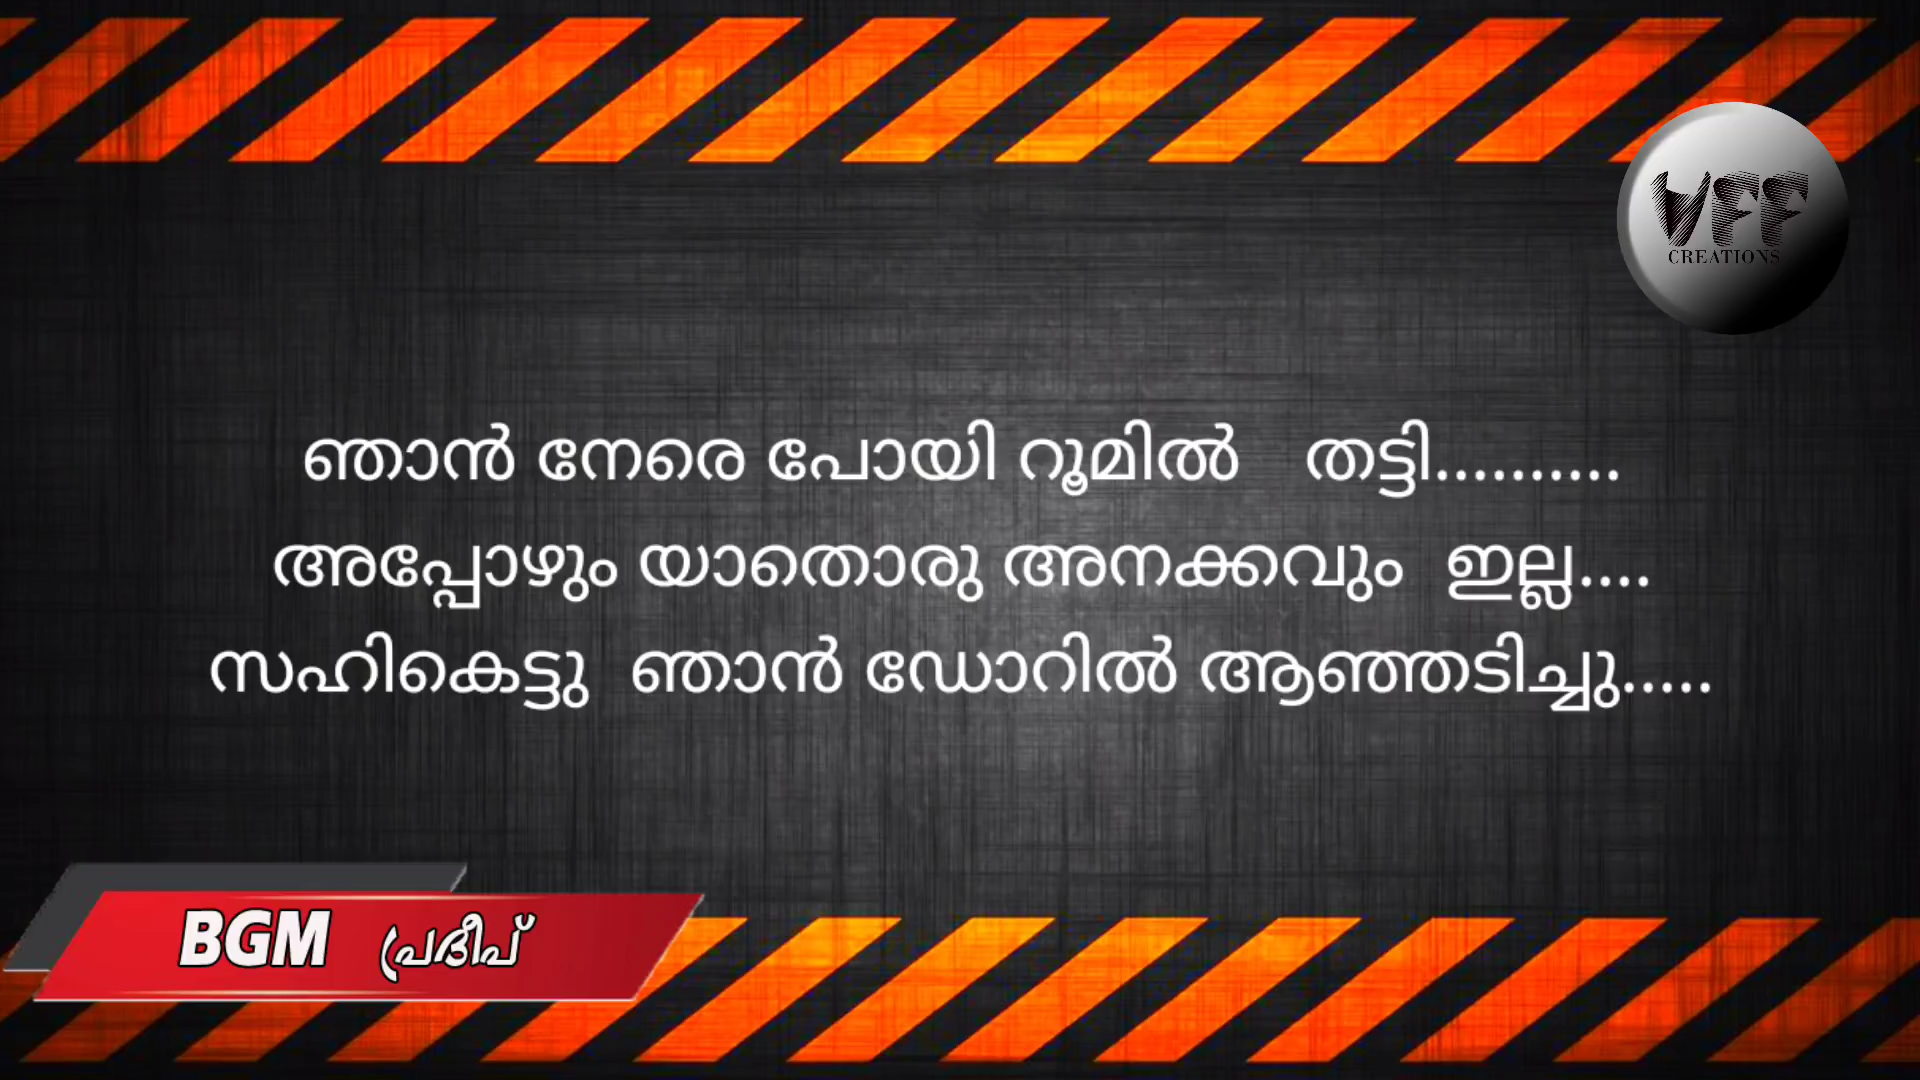 VFF
CREATIONS
ഞാൻ നേരെ പോയി റൂമിൽ തട്ടി..........
അപ്പോഴും യാതൊരു അനക്കവും ഇല്ല....
സഹികെട്ടു ഞാൻ ഡോറിൽ ആഞ്ഞടിച്ചു.....
BGM പ്രദീപ്